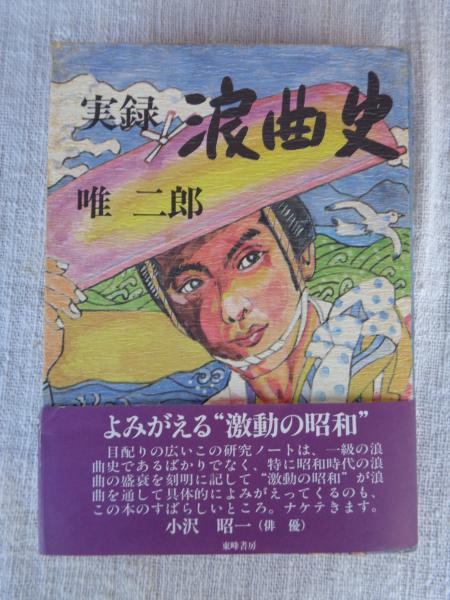 実録 浪曲史
唯 二郎
よみがえる“激動の昭和”
目配りの広いこの研究ノートは、一級の浪
曲史であるばかりでなく、特に昭和時代の浪
曲の盛衰を刻明に記して“激動の昭和”が浪
曲を通して具体的によみがえってくるのも、
この本のすばらしいところ。ナケテきます。
小沢 昭一（俳 優）
東峰書房